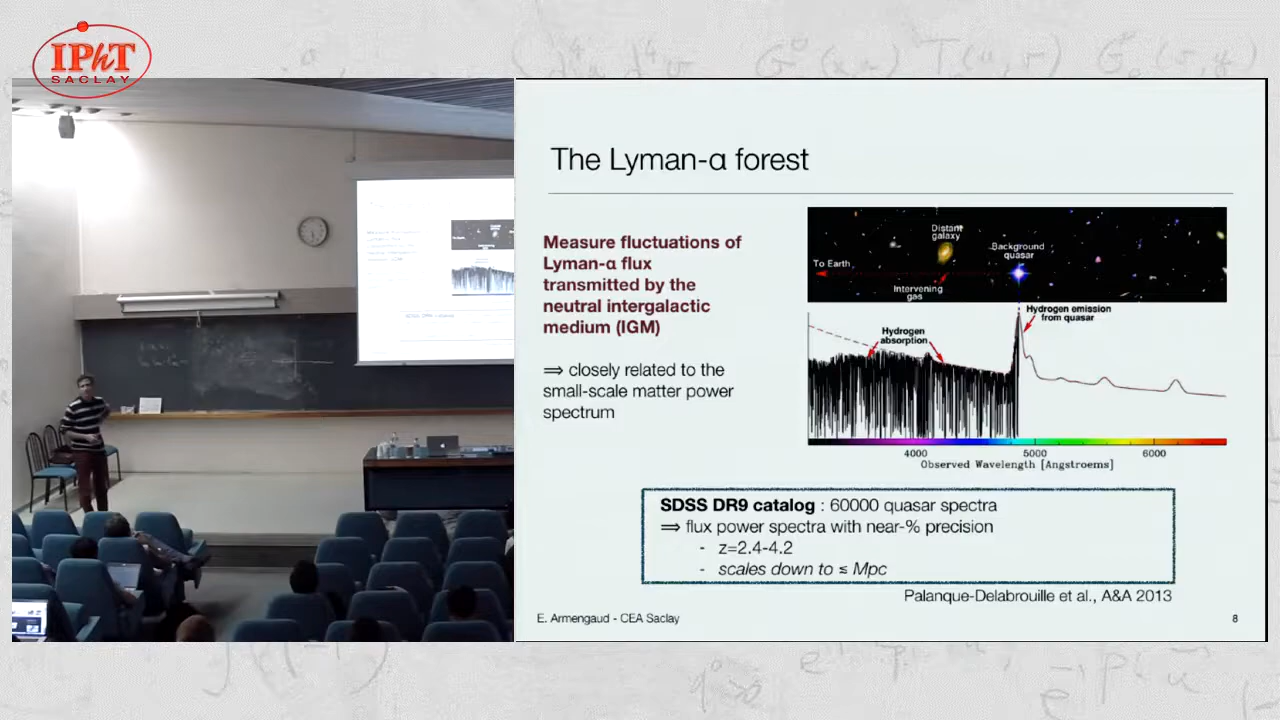 IPhT
SACLAY
The Lyman-α forest
Measure fluctuations of
Lyman-α flux
transmitted by the
neutral intergalactic
medium (IGM)
⟹ closely related to the
small-scale matter power
spectrum
Distant
galaxy
Background
quasar
To Earth
Intervening
gas
Hydrogen emission
from quasar
Hydrogen
absorption
4000
5000
6000
Observed Wavelength [Angstroems]
SDSS DR9 catalog : 60000 quasar spectra
⟹ flux power spectra with near-% precision
- z=2.4-4.2
- scales down to ≤ Mpc
Palanque-Delabrouille et al., A&A 2013
E. Armengaud - CEA Saclay
8